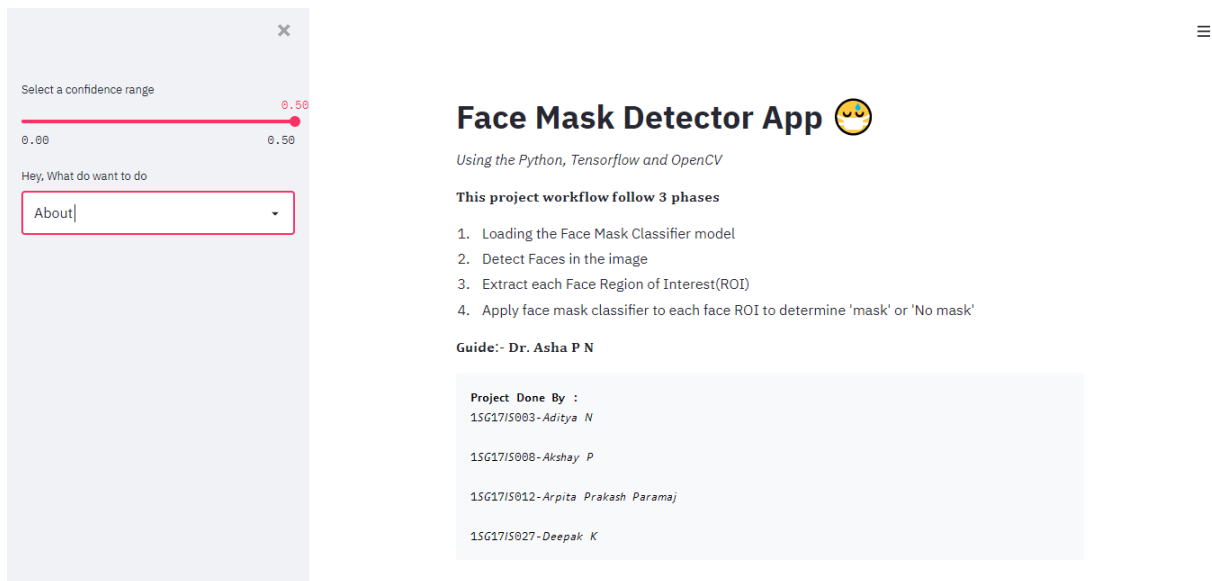 Select a confidence range
0.50
0.00 0.50
Hey, What do want to do
About
Face Mask Detector App
Using the Python, Tensorflow and OpenCV
This project workflow follow 3 phases
1. Loading the Face Mask Classifier model
2. Detect Faces in the image
3. Extract each Face Region of Interest(ROI)
4. Apply face mask classifier to each face ROI to determine 'mask' or 'No mask'
Guide:- Dr. Asha P N
Project Done By :
1SG17IS003-Aditya N
1SG17IS008-Akshay P
1SG17IS012-Arpita Prakash Paramaj
1SG17IS027-Deepak K